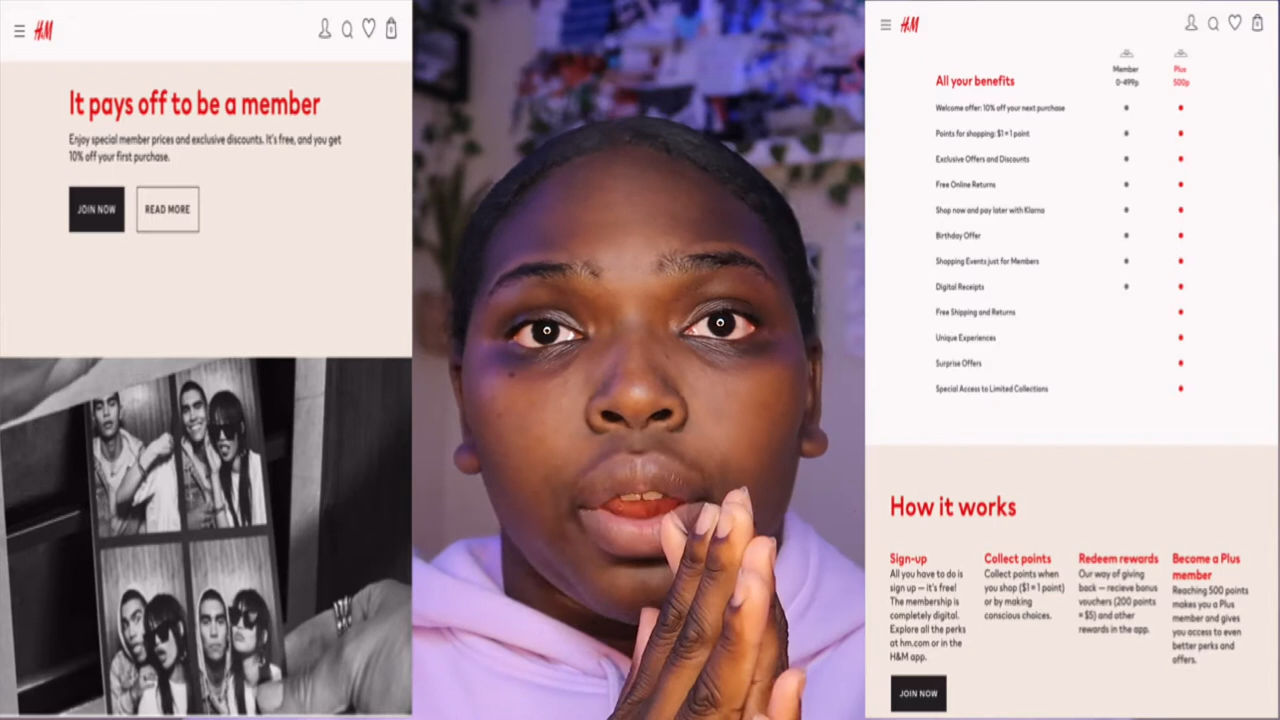 H&M
0
It pays off to be a member
Enjoy special member prices and exclusive discounts. It's free, and you get
10% off your first purchase.
JOIN NOW
READ MORE
H&M
0
All your benefits
Member
0-499p
Plus
500p
Welcome offer: 10% off your next purchase
Points for shopping: $1 = 1 point
Exclusive Offers and Discounts
Free Online Returns
Shop now and pay later with Klarna
Birthday Offer
Shopping Events just for Members
Digital Receipts
Free Shipping and Returns
Unique Experiences
Surprise Offers
Special Access to Limited Collections
How it works
Sign-up
All you have to do is
sign up — it's free!
The membership is
completely digital.
Explore all the perks
at hm.com or in the
H&M app.
JOIN NOW
Collect points
Collect points when
you shop ($1 = 1 point)
or by making
conscious choices.
Redeem rewards
Our way of giving
back — recieve bonus
vouchers (200 points
= $5) and other
rewards in the app.
Become a Plus
member
Reaching 500 points
makes you a Plus
member and gives
you access to even
better perks and
offers.